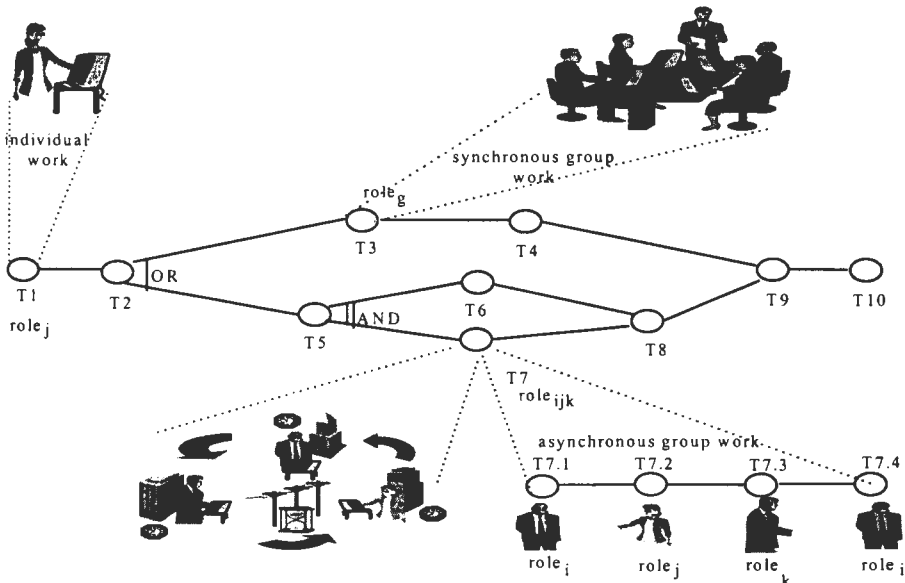 individual
work
synchronous group
work
role g
T3
T4
OR
T1
T2
T6
T9
T10
role j
AND
T5
T8
T7
role ijk
asynchronous group work
T7.1
T7.2
T7.3
T7.4
role i
role j
role k
role i